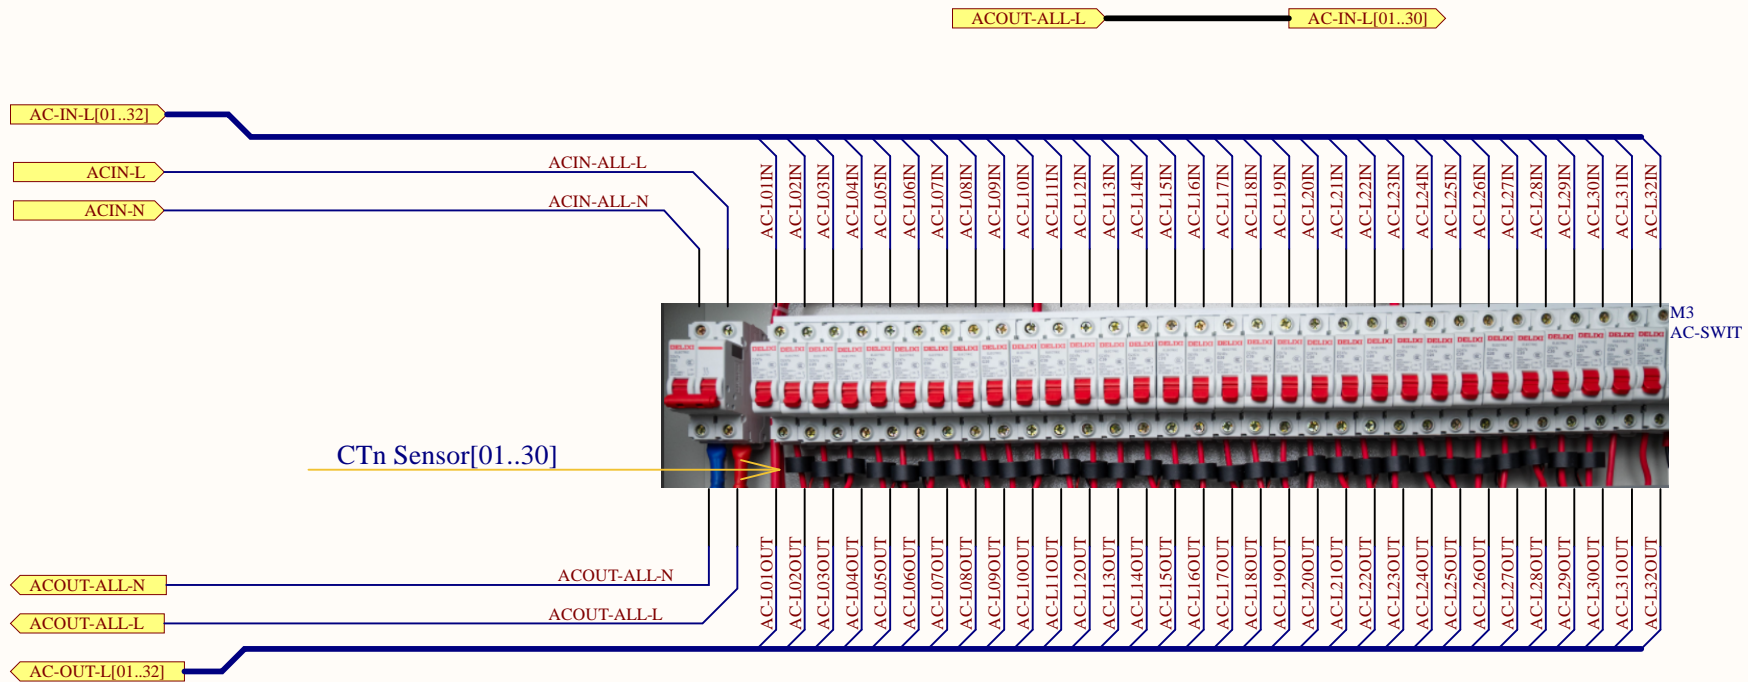 ACOUT-ALL-L
AC-IN-L[01..30]
AC-IN-L[01..32]
ACIN-L
ACIN-N
ACIN-ALL-L
ACIN-ALL-N
AC-L01IN
AC-L02IN
AC-L03IN
AC-L04IN
AC-L05IN
AC-L06IN
AC-L07IN
AC-L08IN
AC-L09IN
AC-L10IN
AC-L11IN
AC-L12IN
AC-L13IN
AC-L14IN
AC-L15IN
AC-L16IN
AC-L17IN
AC-L18IN
AC-L19IN
AC-L20IN
AC-L21IN
AC-L22IN
AC-L23IN
AC-L24IN
AC-L25IN
AC-L26IN
AC-L27IN
AC-L28IN
AC-L29IN
AC-L30IN
AC-L31IN
AC-L32IN
M3
AC-SWIT
DELIXI
CTn Sensor[01..30]
AC-L01OUT
AC-L02OUT
AC-L03OUT
AC-L04OUT
AC-L05OUT
AC-L06OUT
AC-L07OUT
AC-L08OUT
AC-L09OUT
AC-L10OUT
AC-L11OUT
AC-L12OUT
AC-L13OUT
AC-L14OUT
AC-L15OUT
AC-L16OUT
AC-L17OUT
AC-L18OUT
AC-L19OUT
AC-L20OUT
AC-L21OUT
AC-L22OUT
AC-L23OUT
AC-L24OUT
AC-L25OUT
AC-L26OUT
AC-L27OUT
AC-L28OUT
AC-L29OUT
AC-L30OUT
AC-L31OUT
AC-L32OUT
ACOUT-ALL-N
ACOUT-ALL-N
ACOUT-ALL-L
ACOUT-ALL-L
AC-OUT-L[01..32]